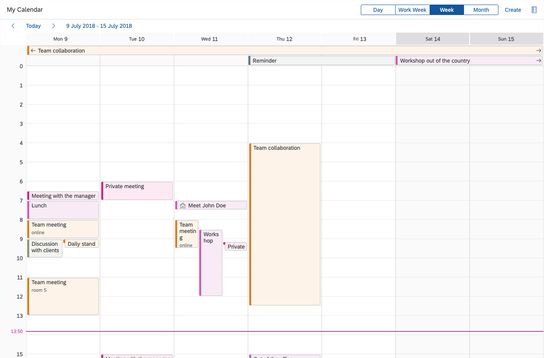 My Calendar
Day Work Week Week Month Create
Today 9 July 2018 - 15 July 2018
Mon 9 Tue 10 Wed 11 Thu 12 Fri 13 Sat 14 Sun 15
Team collaboration
Reminder Workshop out of the country
0
1
2
3
4
Team collaboration
5
6
Private meeting
Meeting with the manager
7
Lunch Meet John Doe
8
Team meeting
online
Team
meetin
g
online
Works
hop
9
Discussion
with clients
Daily stand
Private
10
11
Team meeting
room 5
12
13
13:50
15